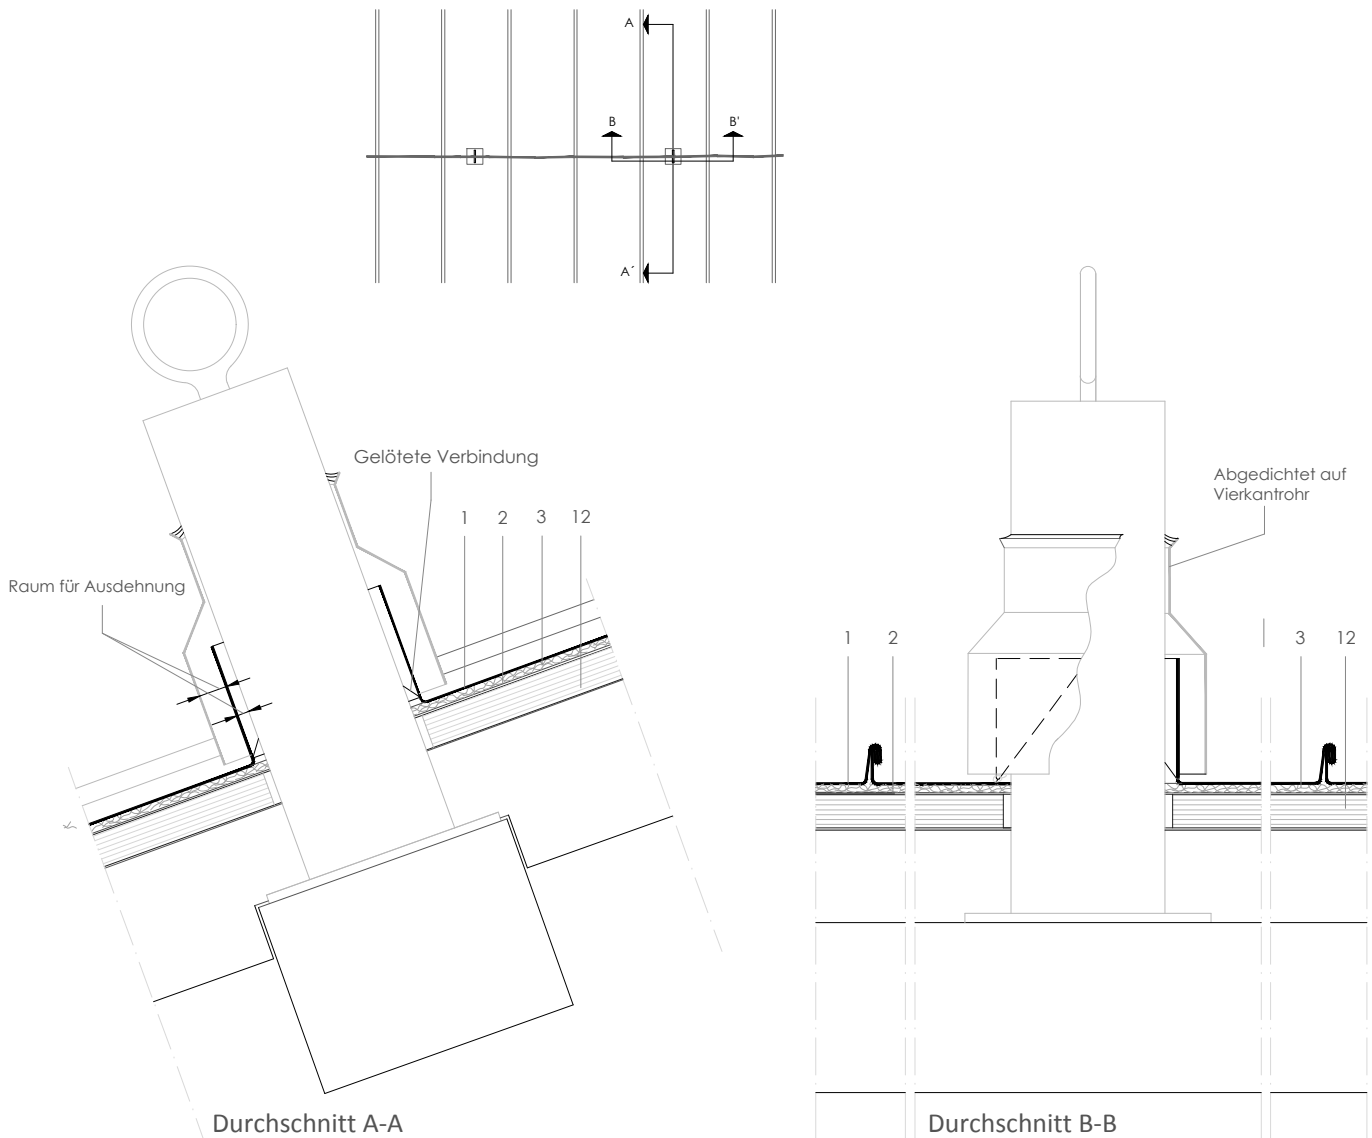 A
B
B'
A´
Gelötete Verbindung
1 2 3 12
Raum für Ausdehnung
Abgedichtet auf
Vierkantrohr
1 2 3 12
Durchschnitt A-A
Durchschnitt B-B